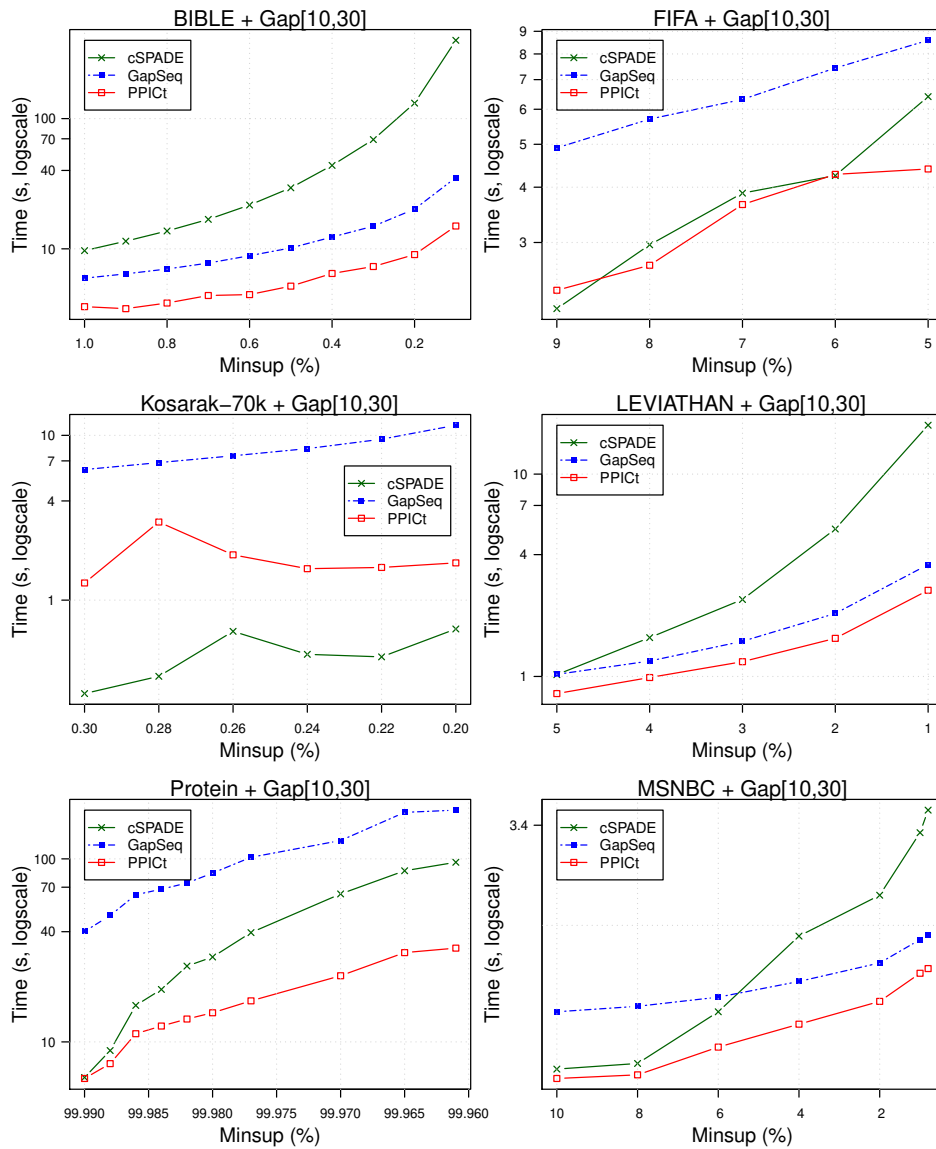 BIBLE + Gap[10,30]
Time (s, logscale)
100
70
40
10
cSPADE
GapSeq
PPICt
1.0 0.8 0.6 0.4 0.2
Minsup (%)
FIFA + Gap[10,30]
Time (s, logscale)
9
8
7
6
5
4
3
cSPADE
GapSeq
PPICt
9 8 7 6 5
Minsup (%)
Kosarak−70k + Gap[10,30]
Time (s, logscale)
10
7
4
1
cSPADE
GapSeq
PPICt
0.30 0.28 0.26 0.24 0.22 0.20
Minsup (%)
LEVIATHAN + Gap[10,30]
Time (s, logscale)
10
7
4
1
cSPADE
GapSeq
PPICt
5 4 3 2 1
Minsup (%)
Protein + Gap[10,30]
Time (s, logscale)
100
70
40
10
cSPADE
GapSeq
PPICt
99.990 99.985 99.980 99.975 99.970 99.965 99.960
Minsup (%)
MSNBC + Gap[10,30]
Time (s, logscale)
3.4
cSPADE
GapSeq
PPICt
10 8 6 4 2
Minsup (%)